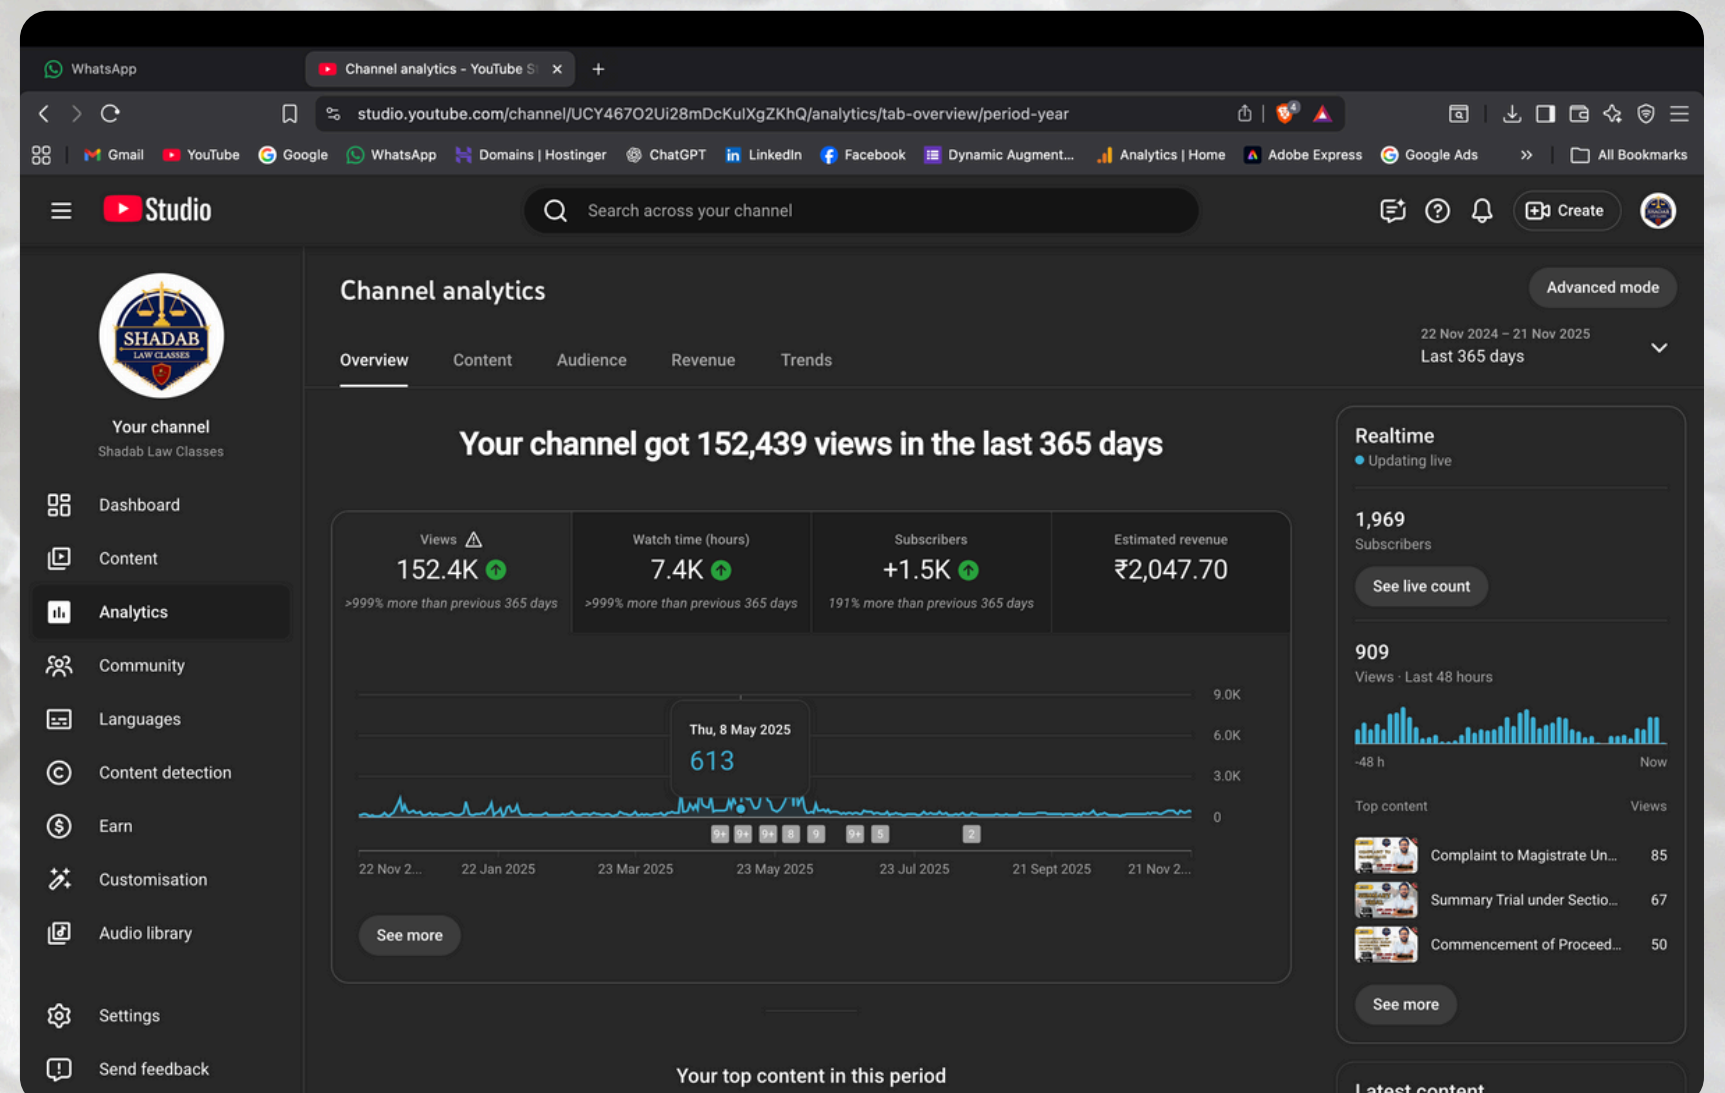 WhatsApp
Channel analytics - YouTube S
studio.youtube.com/channel/UCY467O2Ui28mDcKuIXgZKhQ/analytics/tab-overview/period-year
4
Gmail YouTube Google WhatsApp Domains | Hostinger ChatGPT LinkedIn Facebook Dynamic Augment... Analytics | Home Adobe Express Google Ads » All Bookmarks
Studio
Search across your channel
Create
SHADAB
LAW CLASSES
Your channel
Shadab Law Classes
Dashboard
Content
Analytics
Community
Languages
Content detection
Earn
Customisation
Audio library
Settings
Send feedback
Channel analytics
Advanced mode
Overview Content Audience Revenue Trends
22 Nov 2024 – 21 Nov 2025
Last 365 days
Your channel got 152,439 views in the last 365 days
Views
152.4K
>999% more than previous 365 days
Watch time (hours)
7.4K
>999% more than previous 365 days
Subscribers
+1.5K
191% more than previous 365 days
Estimated revenue
₹2,047.70
9.0K
6.0K
3.0K
0
Thu, 8 May 2025
613
9+ 9+ 9+ 8 9 9+ 5 2
22 Nov 2... 22 Jan 2025 23 Mar 2025 23 May 2025 23 Jul 2025 21 Sept 2025 21 Nov 2...
See more
Your top content in this period
Realtime
Updating live
1,969
Subscribers
See live count
909
Views · Last 48 hours
-48 h Now
Top content Views
Complaint to Magistrate Un... 85
Summary Trial under Sectio... 67
Commencement of Proceed... 50
See more
Latest content